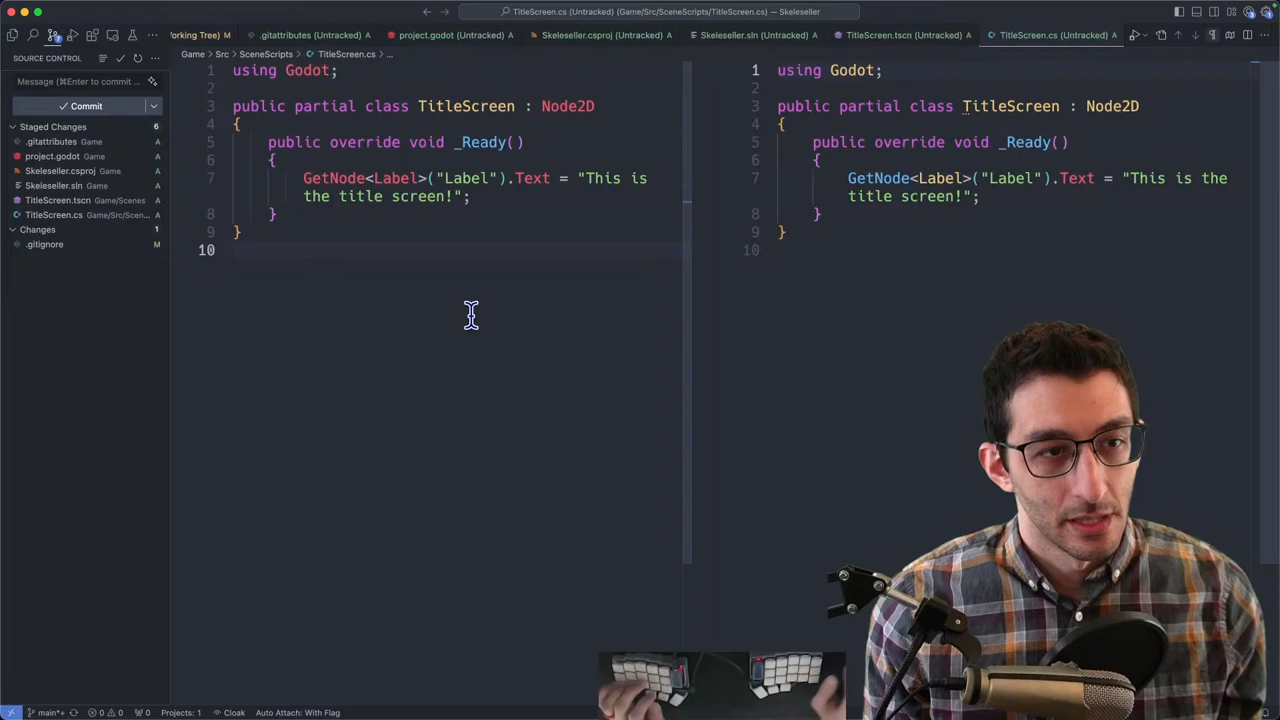 TitleScreen.cs (Untracked) (Game/Src/SceneScripts/TitleScreen.cs) — Skeleseller
orking Tree) M
.gitattributes (Untracked) A
project.godot (Untracked) A
Skeleseller.csproj (Untracked) A
Skeleseller.sln (Untracked) A
TitleScreen.tscn (Untracked) A
TitleScreen.cs (Untracked) A
SOURCE CONTROL
Message (⌘Enter to commit ...
Commit
Staged Changes 6
.gitattributes Game A
project.godot Game A
Skeleseller.csproj Game A
Skeleseller.sln Game A
TitleScreen.tscn Game/Scenes A
TitleScreen.cs Game/Src/Scen... A
Changes 1
.gitignore M
Game > Src > SceneScripts > TitleScreen.cs > ...
1 using Godot;
2
3 public partial class TitleScreen : Node2D
4 {
5 public override void _Ready()
6 {
7 GetNode<Label>("Label").Text = "This is
the title screen!";
8 }
9 }
10
1 using Godot;
2
3 public partial class TitleScreen : Node2D
4 {
5 public override void _Ready()
6 {
7 GetNode<Label>("Label").Text = "This is the
title screen!";
8 }
9 }
10
main*+ 0 0 0 Projects: 1 Cloak Auto Attach: With Flag